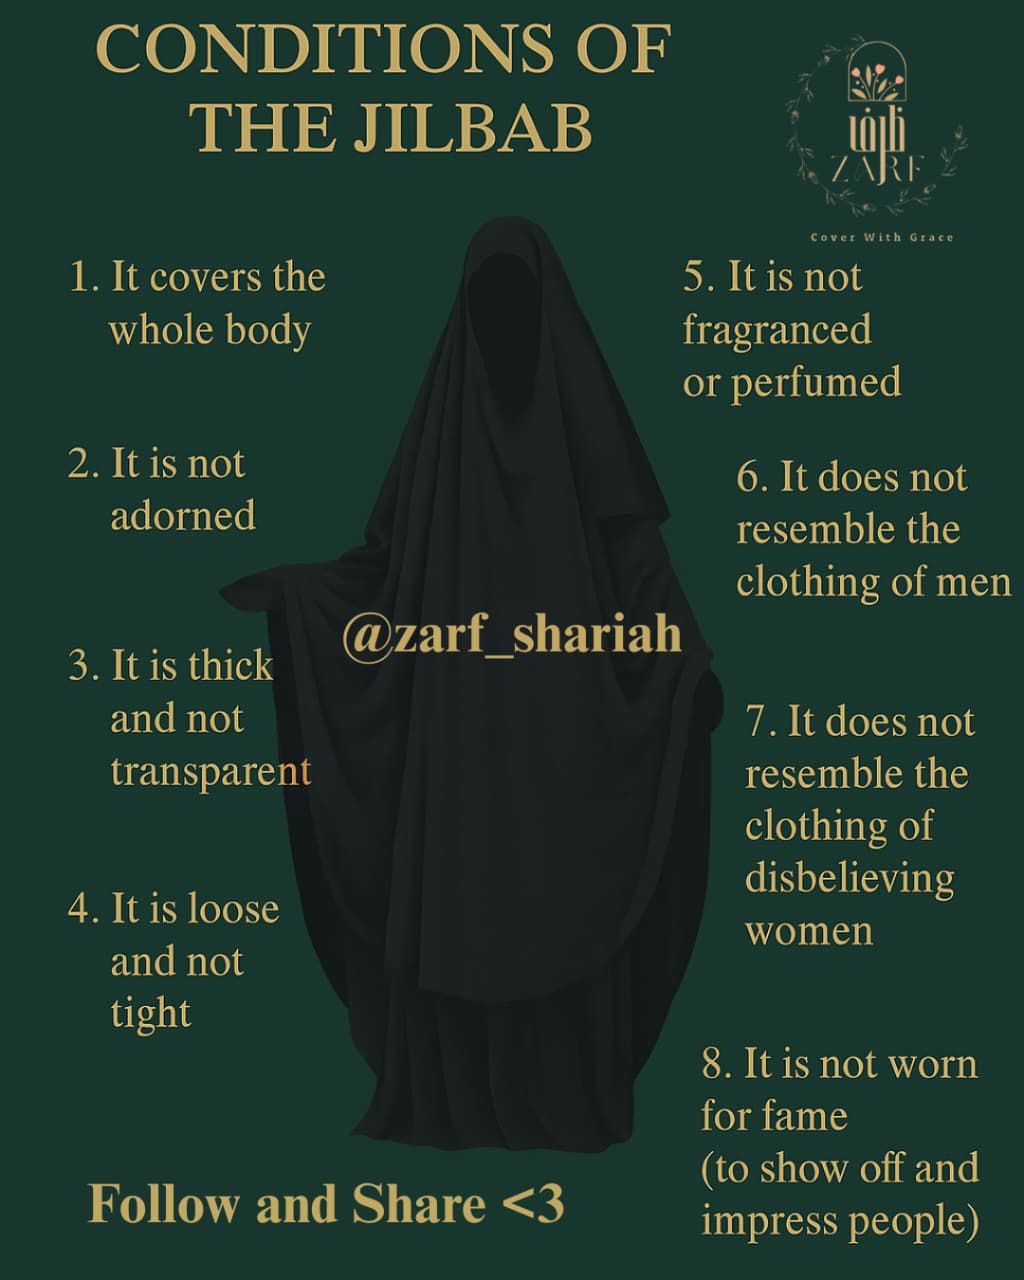 CONDITIONS OF
THE JILBAB
ظرف
ZARF
Cover With Grace
1. It covers the
whole body
2. It is not
adorned
3. It is thick
and not
transparent
4. It is loose
and not
tight
@zarf_shariah
5. It is not
fragranced
or perfumed
6. It does not
resemble the
clothing of men
7. It does not
resemble the
clothing of
disbelieving
women
8. It is not worn
for fame
(to show off and
impress people)
Follow and Share <3